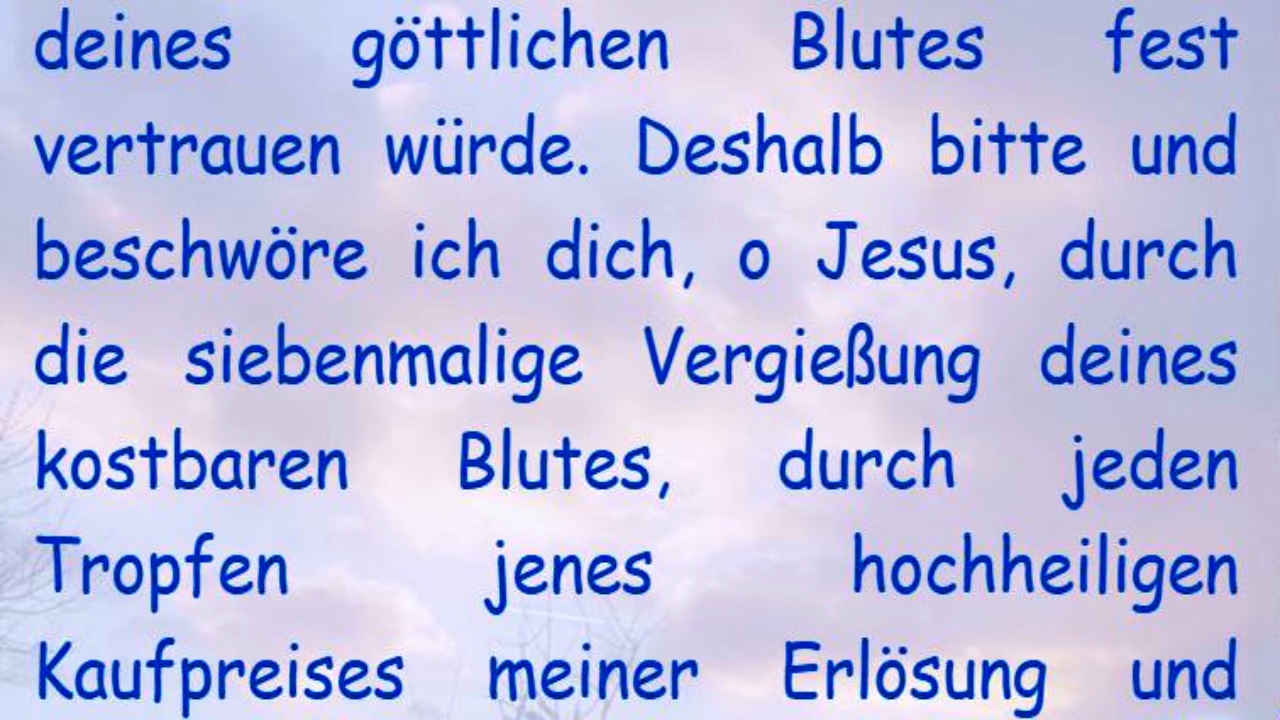 deines göttlichen Blutes fest
vertrauen würde. Deshalb bitte und
beschwöre ich dich, o Jesus, durch
die siebenmalige Vergießung deines
kostbaren Blutes, durch jeden
Tropfen jenes hochheiligen
Kaufpreises meiner Erlösung und